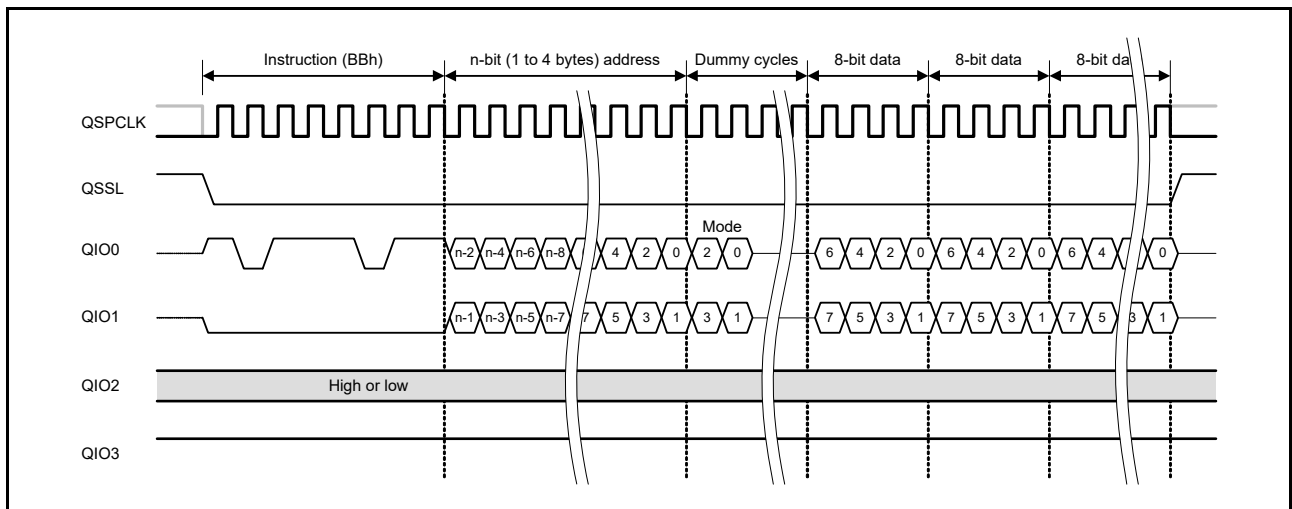 Instruction (BBh) n-bit (1 to 4 bytes) address Dummy cycles 8-bit data 8-bit data 8-bit da
QSPCLK
QSSL
Mode
QIO0 n-2 n-4 n-6 n-8 4 2 0 2 0 6 4 2 0 6 4 2 0 6 4 0
QIO1 n-1 n-3 n-5 n-7 7 5 3 1 3 1 7 5 3 1 7 5 3 1 7 5 3 1
QIO2 High or low
QIO3